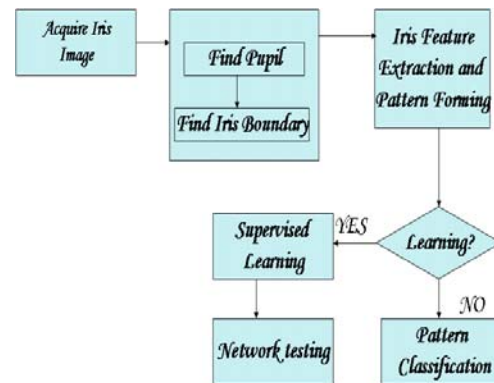 Acquire Iris
Image
Find Pupil
Find Iris Boundary
Iris Feature
Extraction and
Pattern Forming
Learning?
YES
Supervised
Learning
Network testing
NO
Pattern
Classification